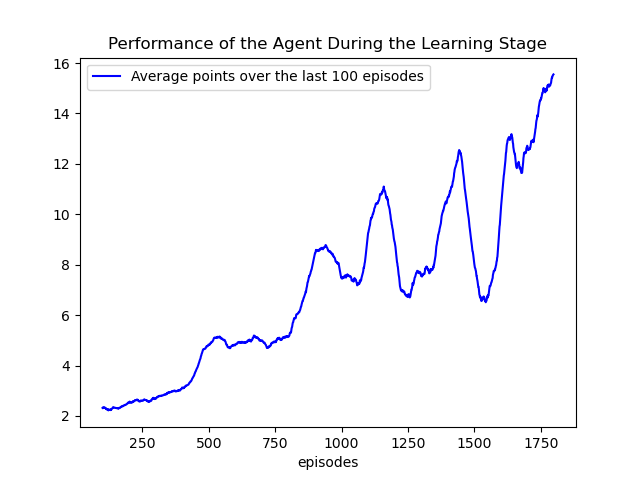 Performance of the Agent During the Learning Stage
Average points over the last 100 episodes
16
14
12
10
8
6
4
2
250 500 750 1000 1250 1500 1750
episodes